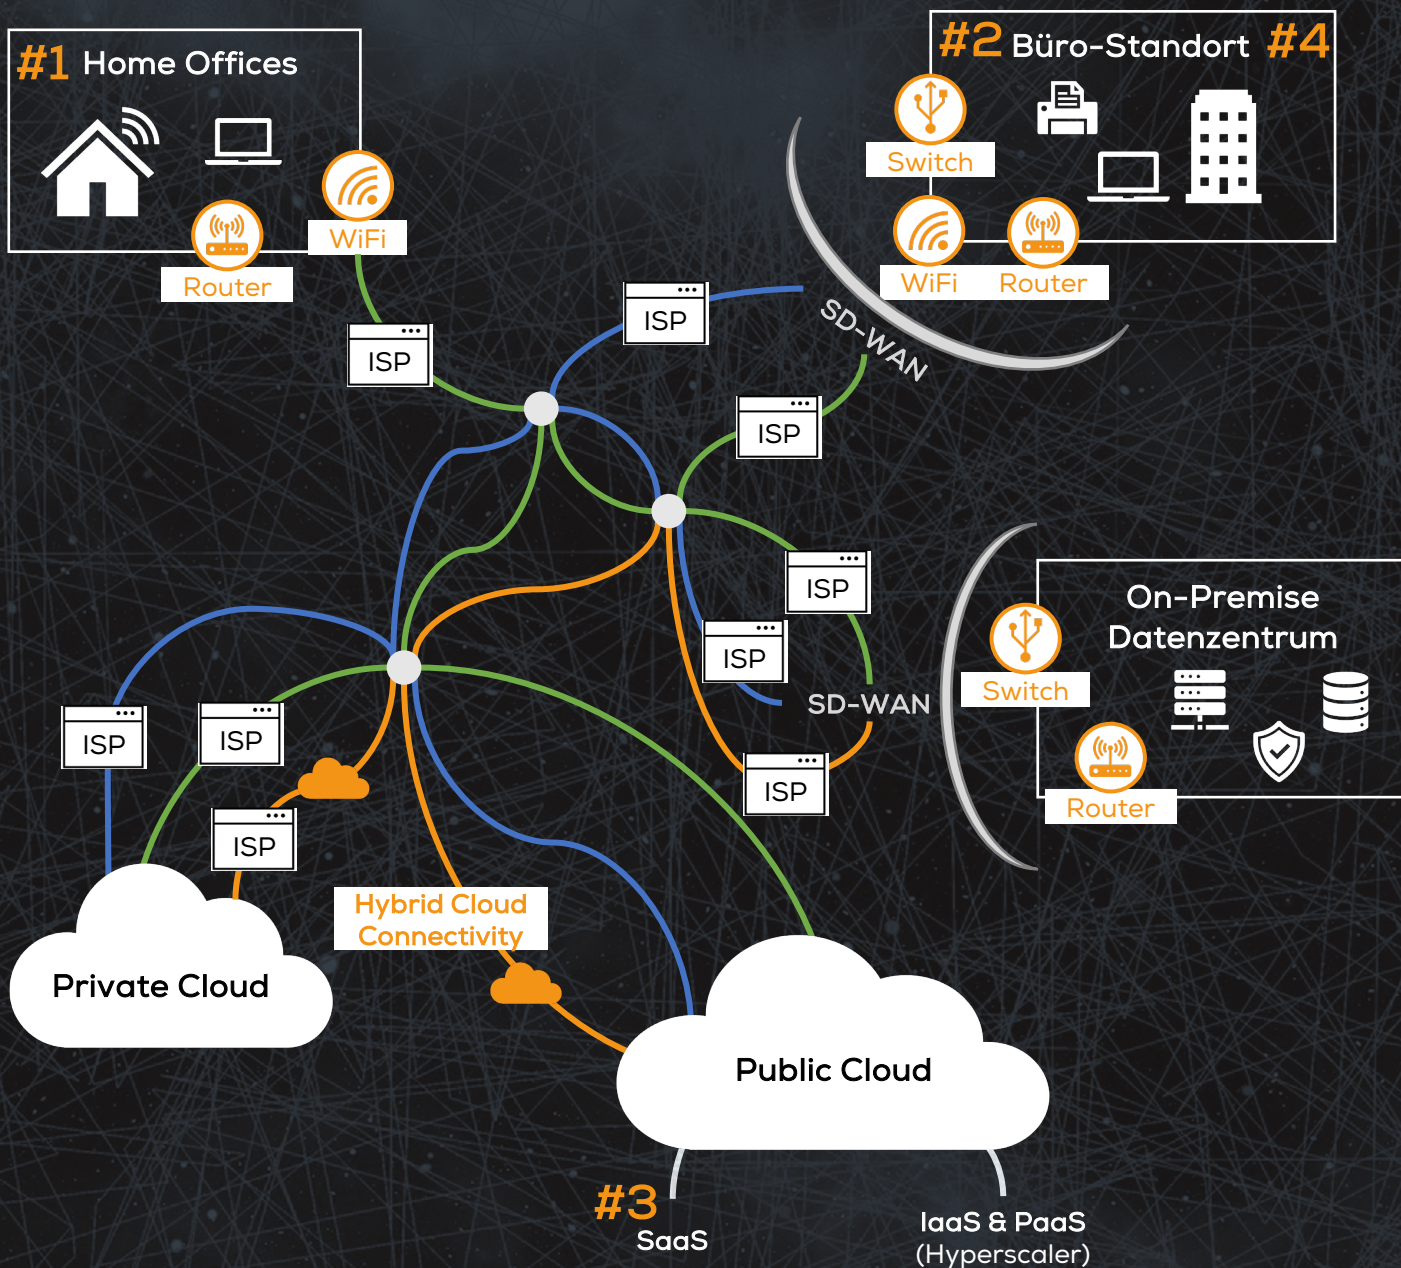 #1 Home Offices
WiFi
Router
#2 Büro-Standort #4
Switch
WiFi
Router
ISP
ISP
SD-WAN
ISP
ISP
ISP
SD-WAN
ISP
On-Premise
Datenzentrum
Switch
Router
ISP
ISP
ISP
Hybrid Cloud
Connectivity
Private Cloud
Public Cloud
#3
SaaS
IaaS & PaaS
(Hyperscaler)